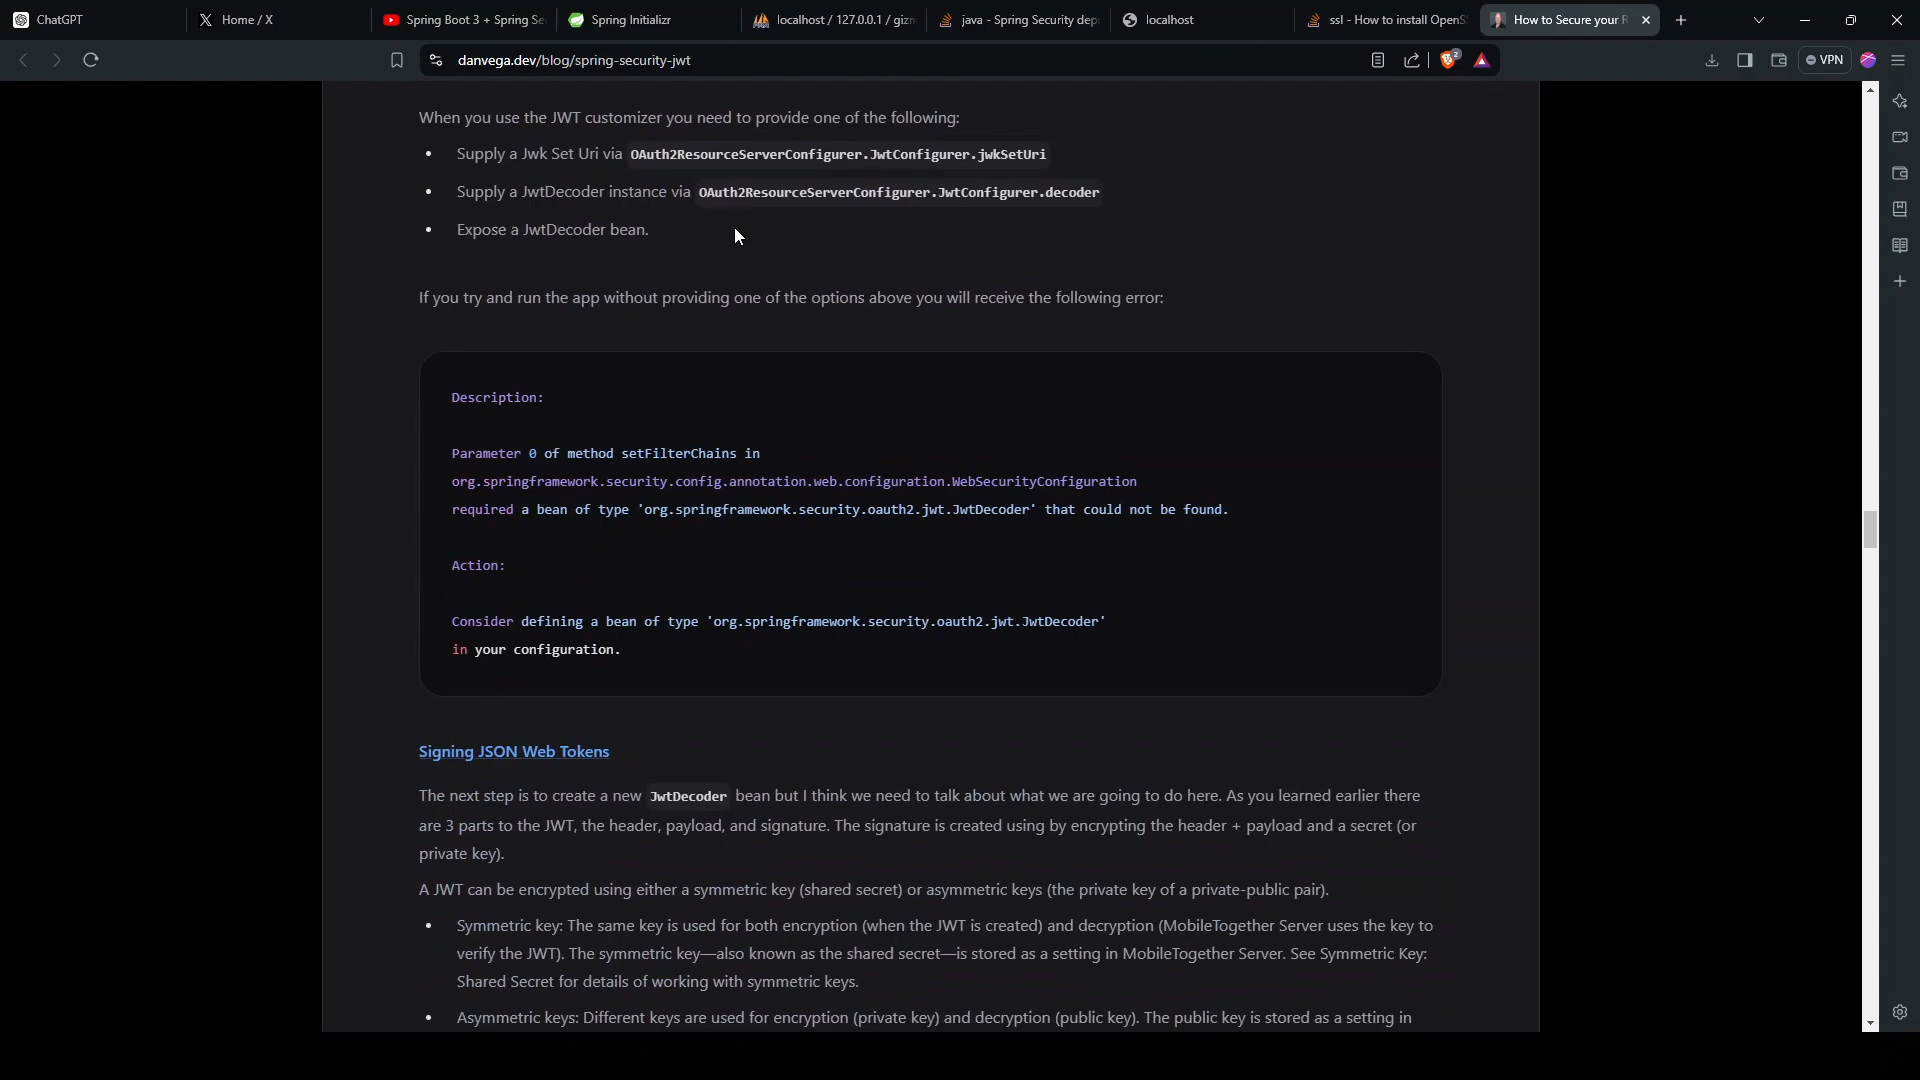 ChatGPT
Home / X
Spring Boot 3 + Spring Se
Spring Initializr
localhost / 127.0.0.1 / gizm
java - Spring Security dep
localhost
ssl - How to install OpenS
How to Secure your R
danvega.dev/blog/spring-security-jwt
2
VPN
When you use the JWT customizer you need to provide one of the following:
• Supply a Jwk Set Uri via OAuth2ResourceServerConfigurer.JwtConfigurer.jwkSetUri
• Supply a JwtDecoder instance via OAuth2ResourceServerConfigurer.JwtConfigurer.decoder
• Expose a JwtDecoder bean.
If you try and run the app without providing one of the options above you will receive the following error:
Description:
Parameter 0 of method setFilterChains in
org.springframework.security.config.annotation.web.configuration.WebSecurityConfiguration
required a bean of type 'org.springframework.security.oauth2.jwt.JwtDecoder' that could not be found.
Action:
Consider defining a bean of type 'org.springframework.security.oauth2.jwt.JwtDecoder'
in your configuration.
Signing JSON Web Tokens
The next step is to create a new JwtDecoder bean but I think we need to talk about what we are going to do here. As you learned earlier there
are 3 parts to the JWT, the header, payload, and signature. The signature is created using by encrypting the header + payload and a secret (or
private key).
A JWT can be encrypted using either a symmetric key (shared secret) or asymmetric keys (the private key of a private-public pair).
• Symmetric key: The same key is used for both encryption (when the JWT is created) and decryption (MobileTogether Server uses the key to
verify the JWT). The symmetric key—also known as the shared secret—is stored as a setting in MobileTogether Server. See Symmetric Key:
Shared Secret for details of working with symmetric keys.
• Asymmetric keys: Different keys are used for encryption (private key) and decryption (public key). The public key is stored as a setting in